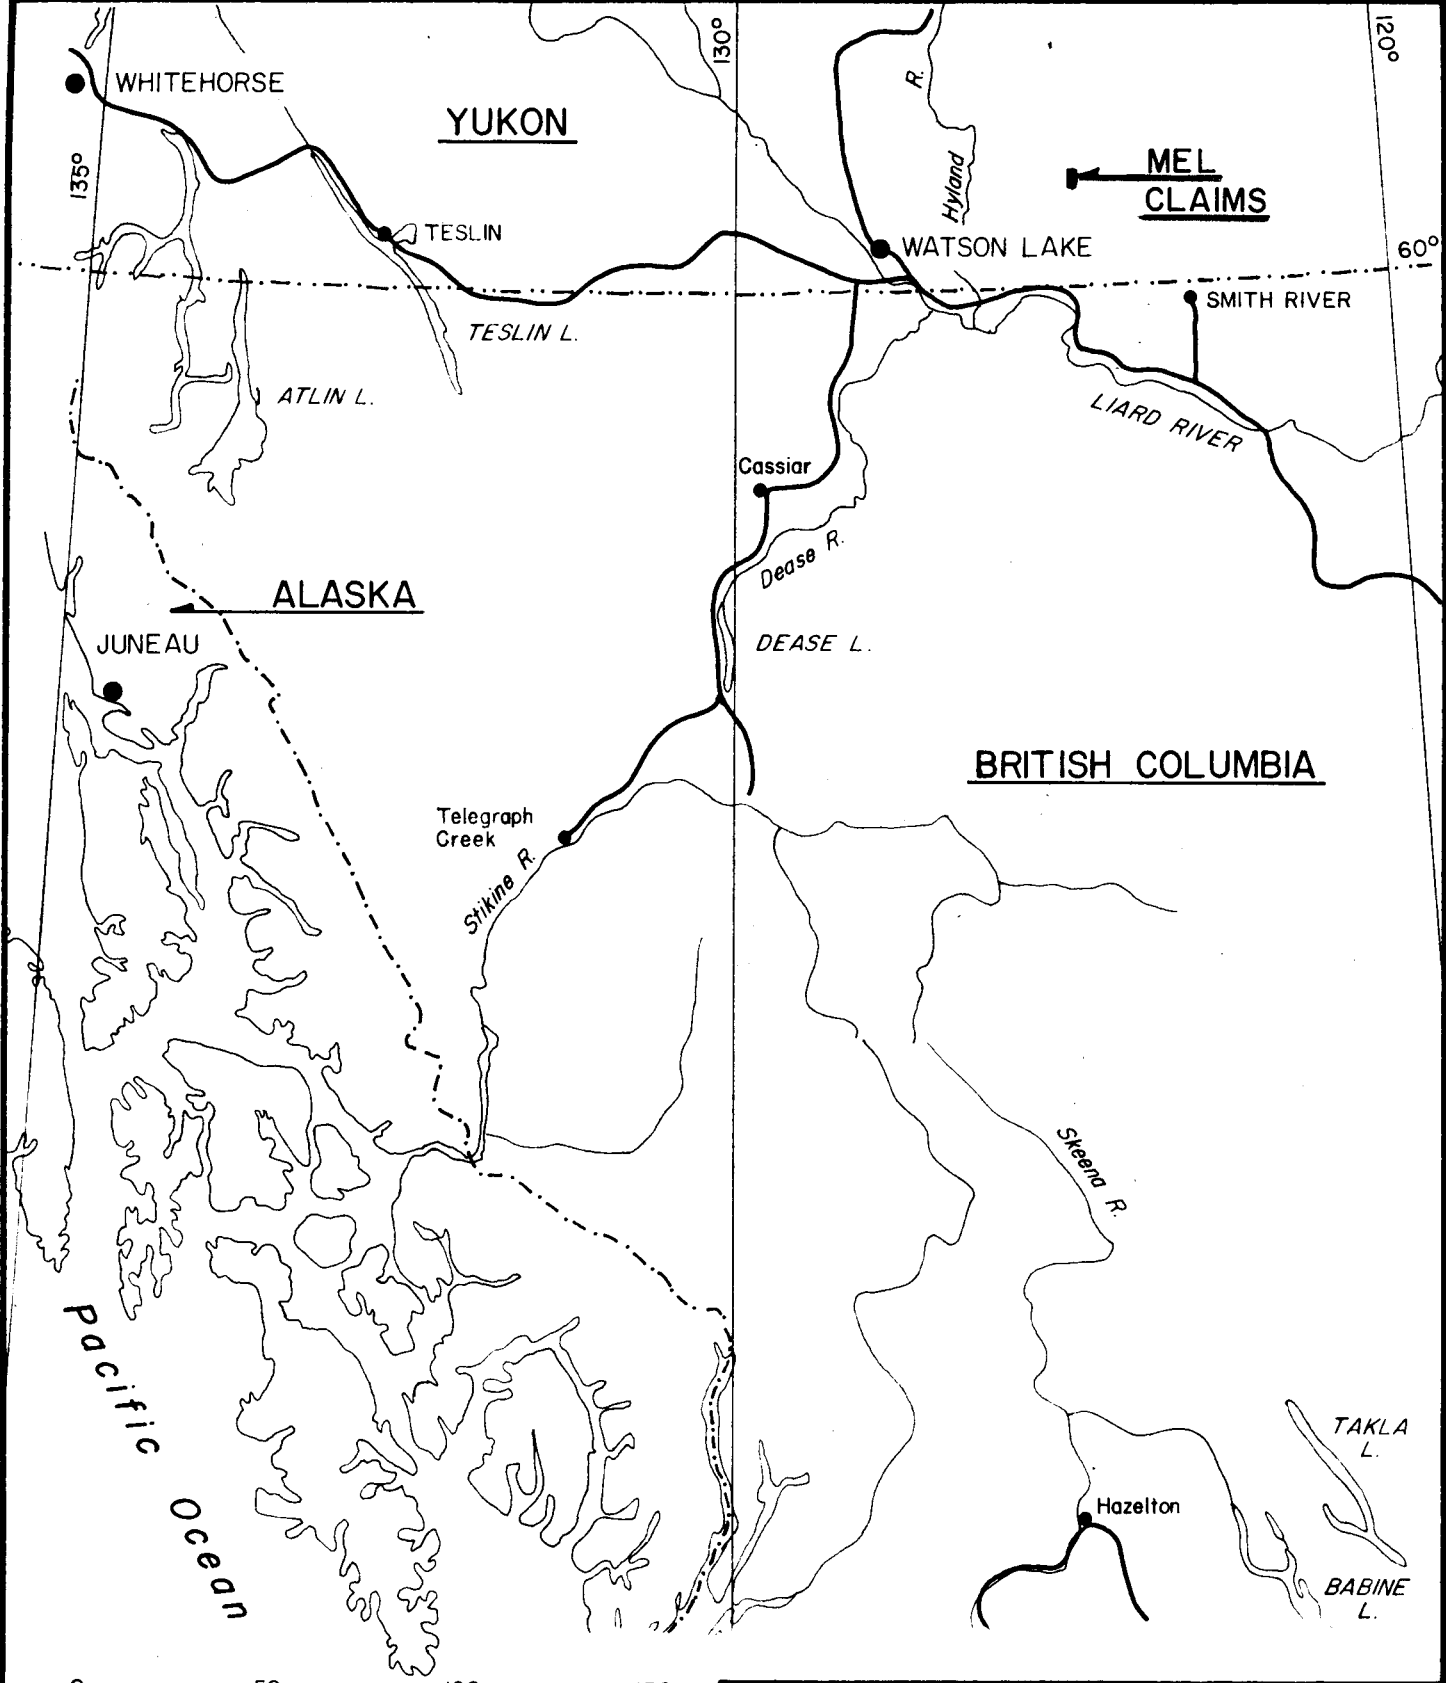 130°
120°
WHITEHORSE
R.
YUKON
135°
Hyland
MEL
CLAIMS
TESLIN
WATSON LAKE
60°
SMITH RIVER
TESLIN L.
ATLIN L.
LIARD RIVER
Cassiar
Dease R.
ALASKA
JUNEAU
DEASE L.
BRITISH COLUMBIA
Telegraph
Creek
Stikine R.
Skeena R.
Pacific Ocean
TAKLA
L.
Hazelton
BABINE
L.